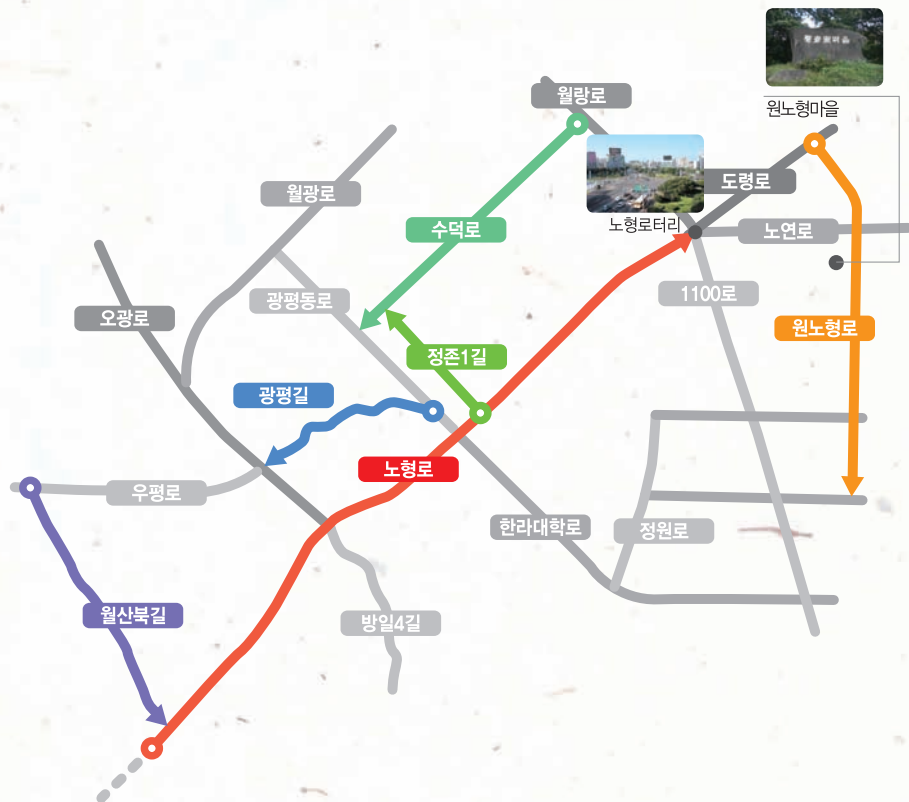 원노형마을
월랑로
도령로
월광로
노형로터리
수덕로
노연로
광평동로
1100로
오광로
원노형로
정존1길
광평길
노형로
우평로
한라대학로
정원로
월산북길
방일4길